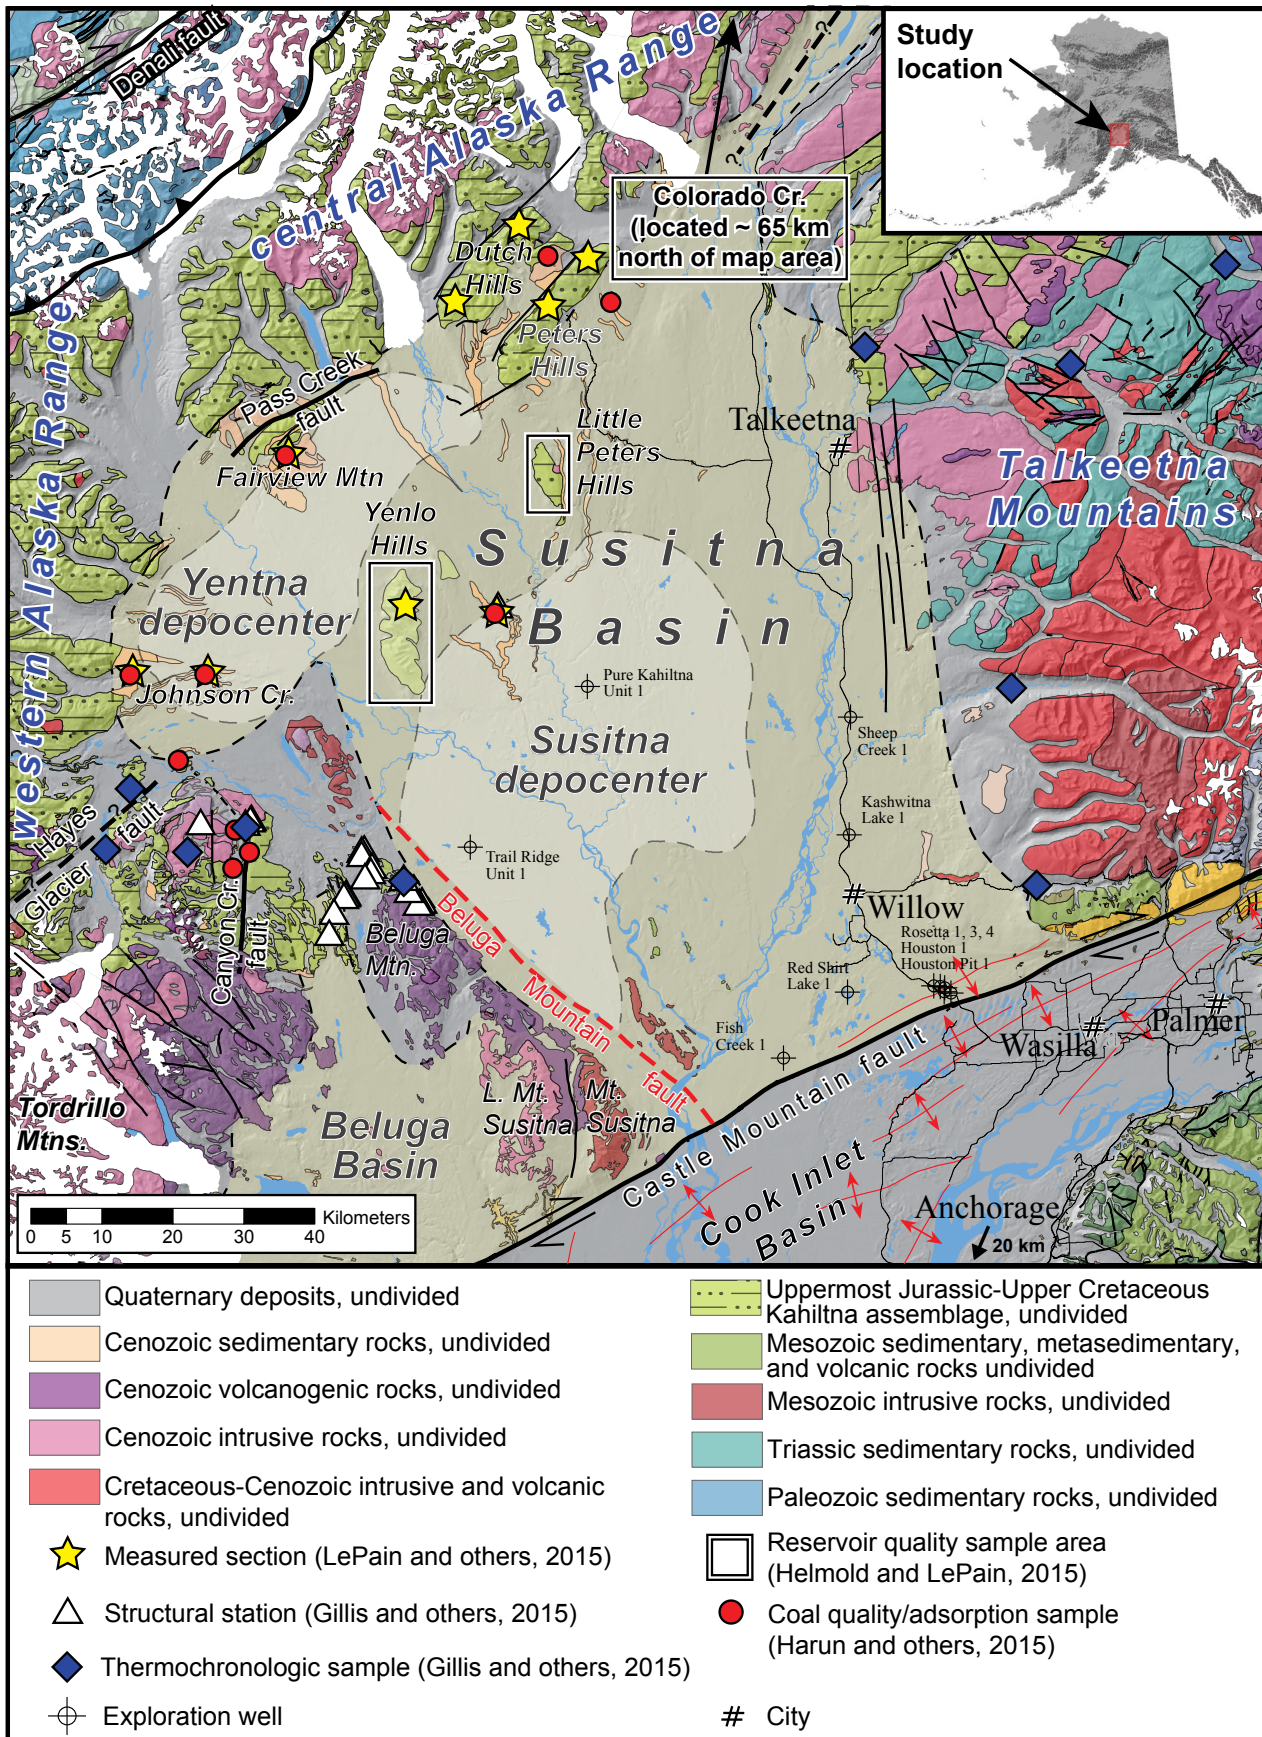 Denali fault
central Alaska Range
?
?
Study
location
Colorado Cr.
(located ~ 65 km
north of map area)
Dutch
Hills
Peters
Hills
western Alaska Range
Pass Creek
fault
Fairview Mtn
Little
Peters
Hills
Talkeetna
#
Talkeetna
Mountains
Yenlo
Hills
Susitna
Basin
Yentna
depocenter
Johnson Cr.
Pure Kahiltna
Unit 1
Susitna
depocenter
Sheep
Creek 1
Kashwitna
Lake 1
Trail Ridge
Unit 1
Hayes
Glacier
fault
?
Canyon Cr.
fault
Beluga
Mtn.
Beluga
Mountain
fault
#
Willow
Rosetta 1, 3, 4
Houston 1
Houston Pit 1
Red Shirt
Lake 1
Fish
Creek 1
#
Wasilla
#
Palmer
Castle Mountain fault
L. Mt.
Susitna
Mt.
Susitna
Tordrillo
Mtns.
Beluga
Basin
Cook Inlet
Basin
Anchorage
20 km
Kilometers
0 5 10 20 30 40
Quaternary deposits, undivided
Cenozoic sedimentary rocks, undivided
Cenozoic volcanogenic rocks, undivided
Cenozoic intrusive rocks, undivided
Cretaceous-Cenozoic intrusive and volcanic
rocks, undivided
Measured section (LePain and others, 2015)
Structural station (Gillis and others, 2015)
Thermochronologic sample (Gillis and others, 2015)
Exploration well
Uppermost Jurassic-Upper Cretaceous
Kahiltna assemblage, undivided
Mesozoic sedimentary, metasedimentary,
and volcanic rocks undivided
Mesozoic intrusive rocks, undivided
Triassic sedimentary rocks, undivided
Paleozoic sedimentary rocks, undivided
Reservoir quality sample area
(Helmold and LePain, 2015)
Coal quality/adsorption sample
(Harun and others, 2015)
# City